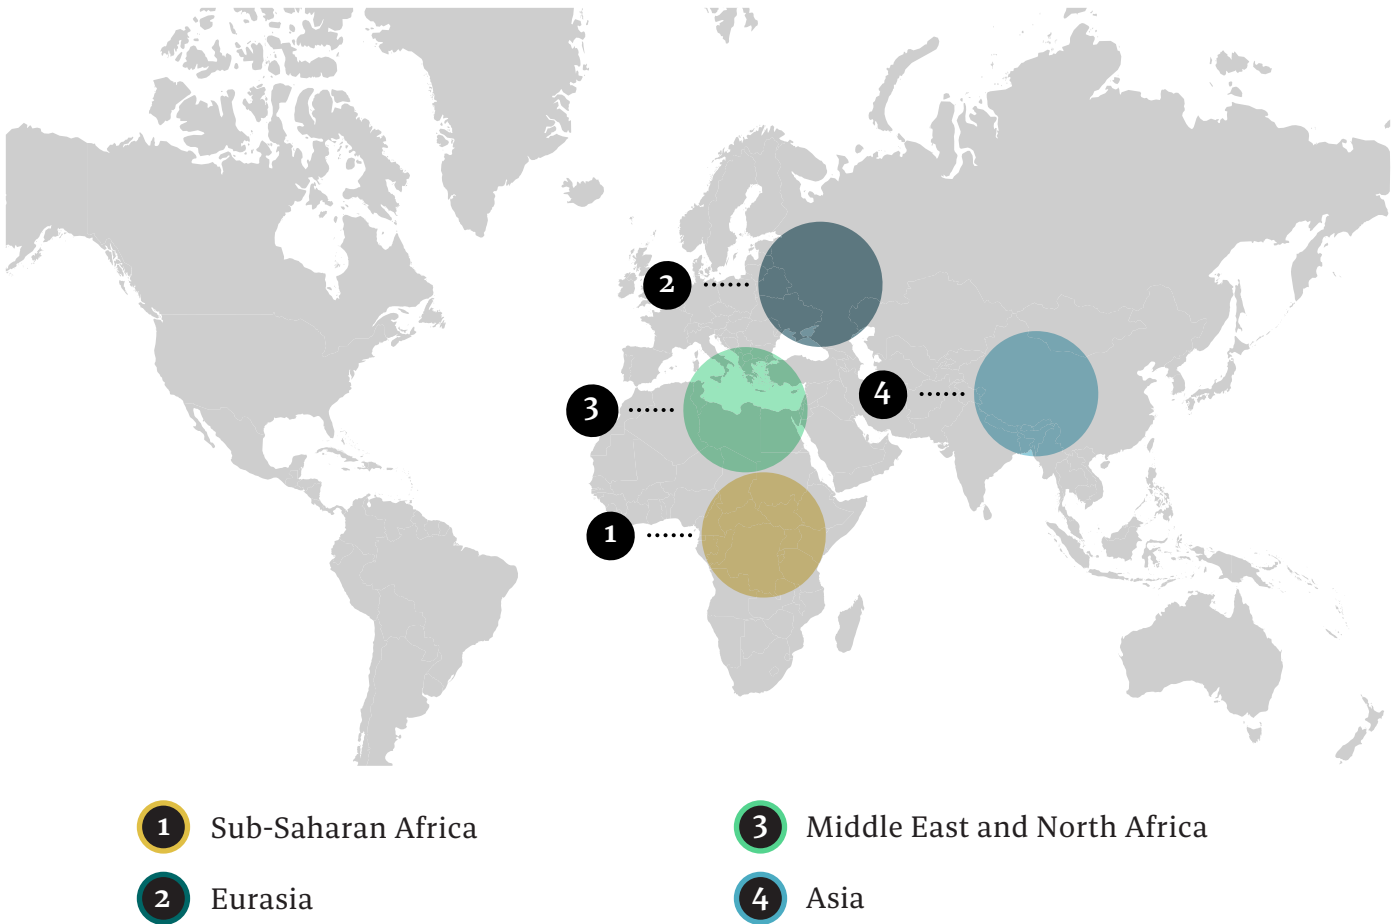 2
4
3
1
1 Sub-Saharan Africa
2 Eurasia
3 Middle East and North Africa
4 Asia